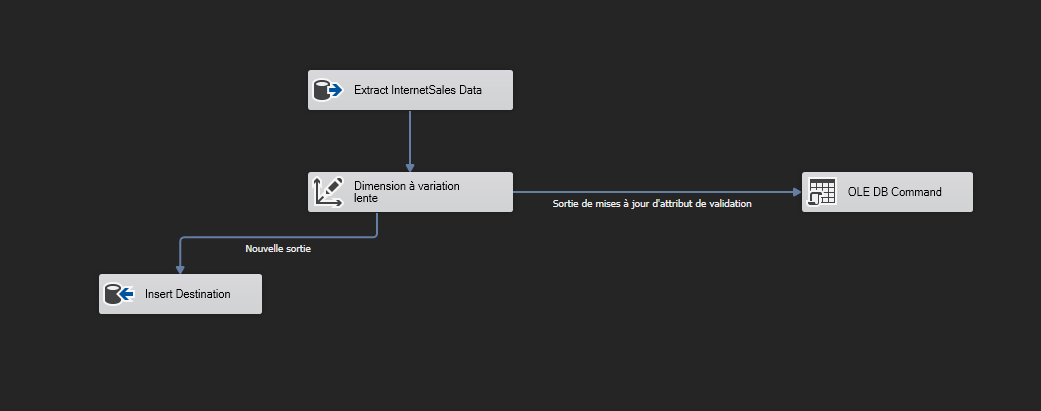 Extract InternetSales Data
Dimension à variation
lente
Sortie de mises à jour d'attribut de validation
OLE DB Command
Nouvelle sortie
Insert Destination